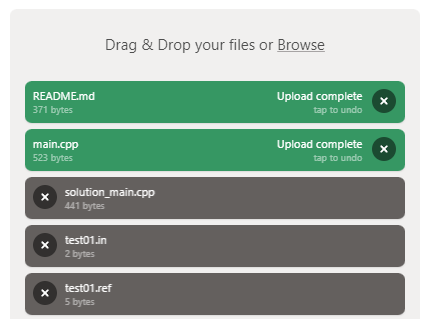 Drag & Drop your files or Browse
README.md
371 bytes
Upload complete
tap to undo
main.cpp
523 bytes
Upload complete
tap to undo
solution_main.cpp
441 bytes
test01.in
2 bytes
test01.ref
5 bytes